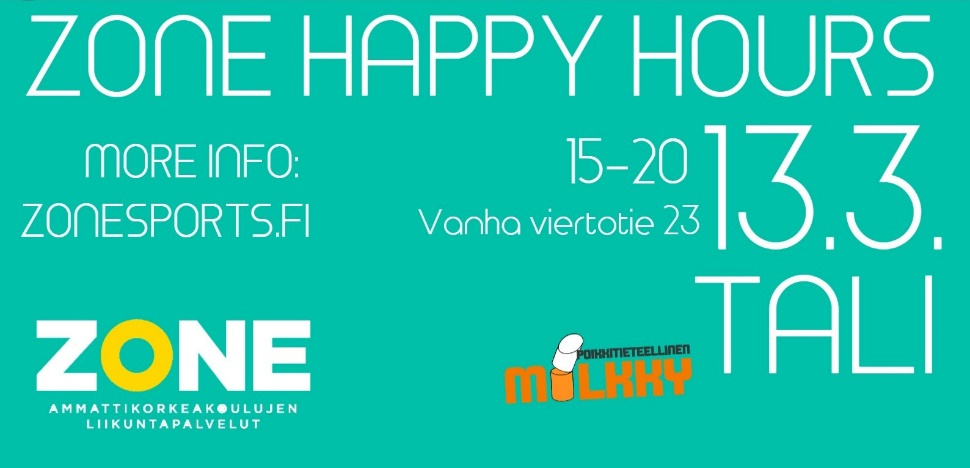 ZONE HAPPY HOURS
MORE INFO:
ZONESPORTS.FI
15-20
Vanha viertotie 23
13.3.
TALI
ZONE
AMMATTIKORKEAKOULUJEN
LIIKUNTAPALVELUT
POIKKITIETEELLINEN
MÖLKKY